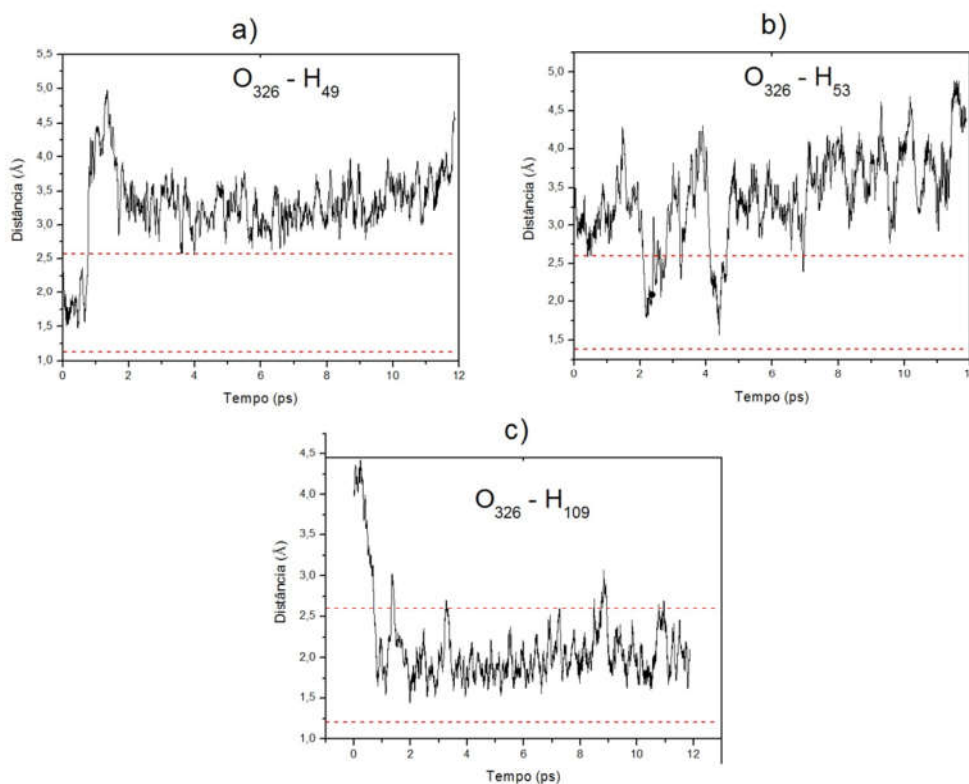 a)
O326 - H49
Distância (Å)
5,5
5,0
4,5
4,0
3,5
3,0
2,5
2,0
1,5
1,0
0 2 4 6 8 10 12
Tempo (ps)
b)
O326 - H53
Distância (Å)
5,0
4,5
4,0
3,5
3,0
2,5
2,0
1,5
0 2 4 6 8 10 12
Tempo (ps)
c)
O326 - H109
Distância (Å)
4,5
4,0
3,5
3,0
2,5
2,0
1,5
1,0
0 2 4 6 8 10 12
Tempo (ps)